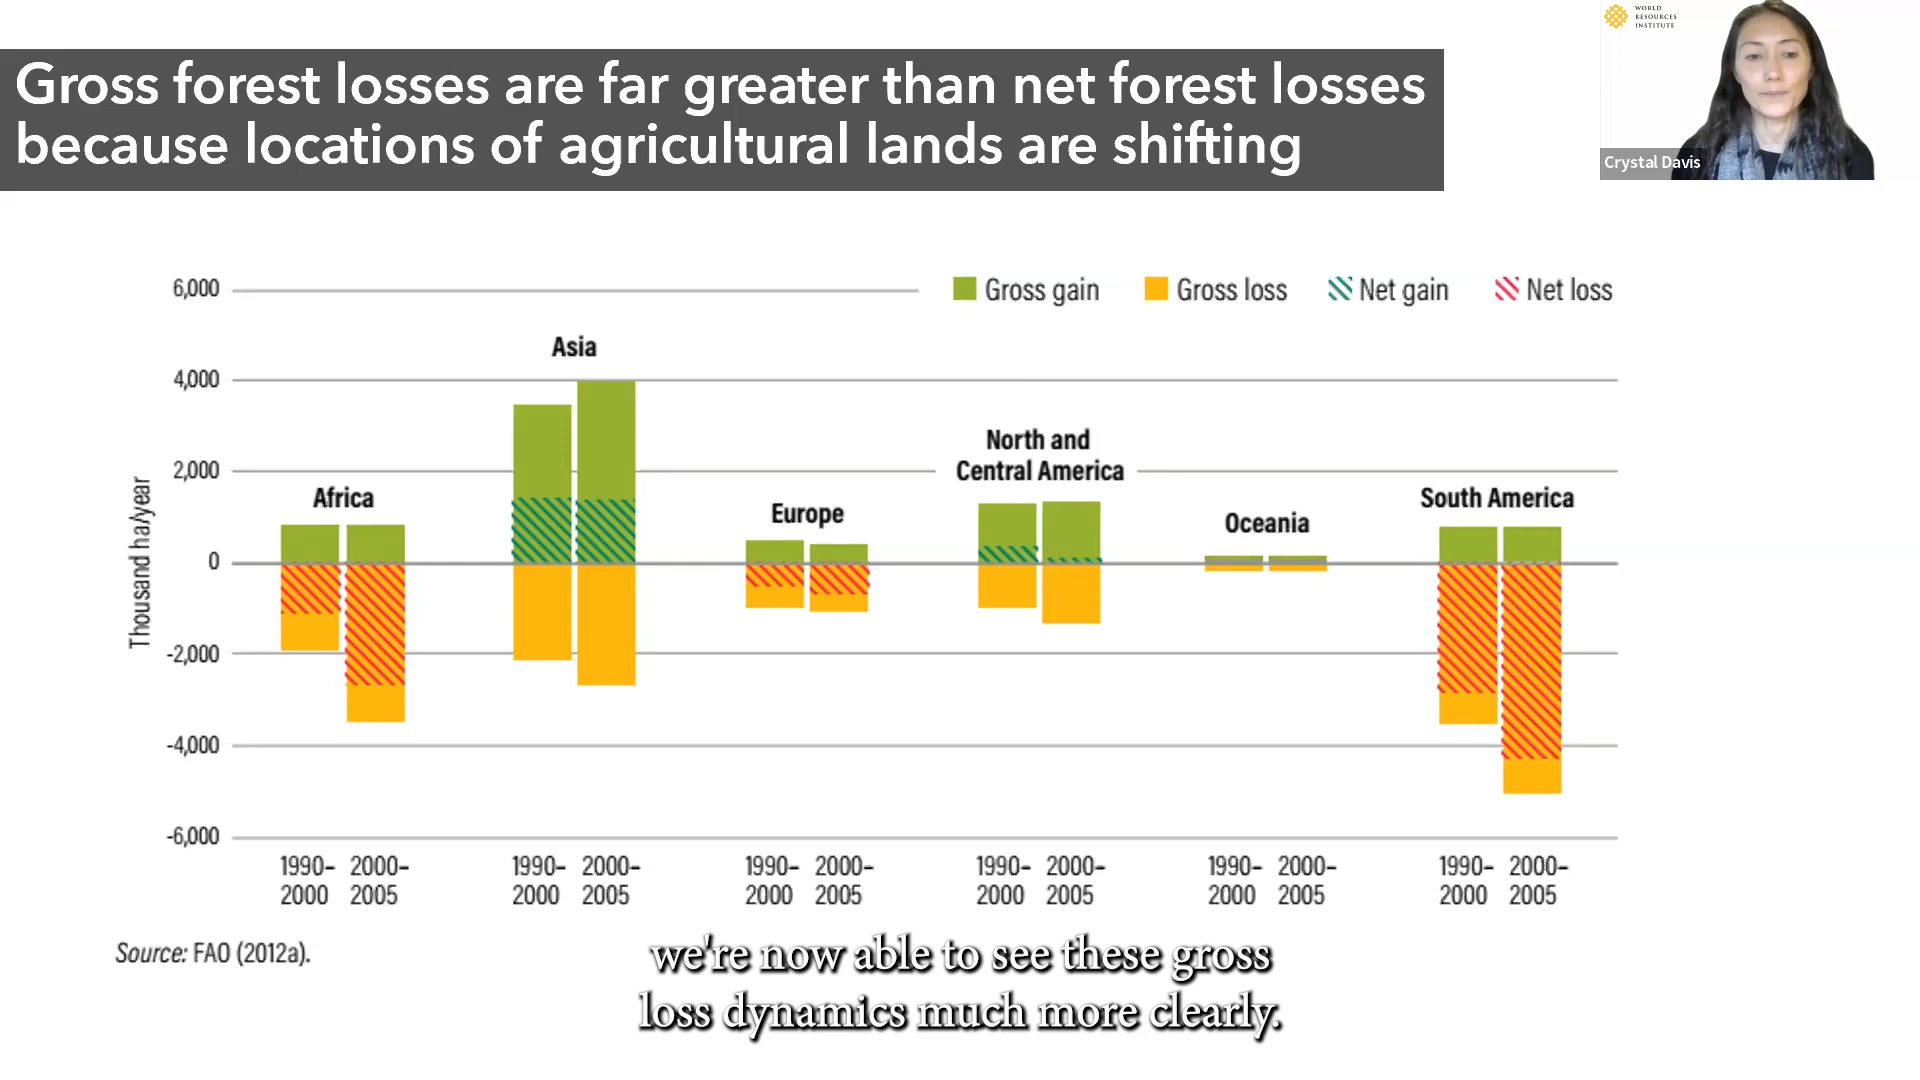 WORLD
RESOURCES
INSTITUTE
Gross forest losses are far greater than net forest losses
because locations of agricultural lands are shifting
Crystal Davis
Gross gain
Gross loss
Net gain
Net loss
6,000
4,000
2,000
0
-2,000
-4,000
-6,000
Thousand ha/year
Africa
Asia
Europe
North and
Central America
Oceania
South America
1990– 2000–
2000 2005
1990– 2000–
2000 2005
1990– 2000–
2000 2005
1990– 2000–
2000 2005
1990– 2000–
2000 2005
1990– 2000–
2000 2005
Source: FAO (2012a).
we're now able to see these gross
loss dynamics much more clearly.